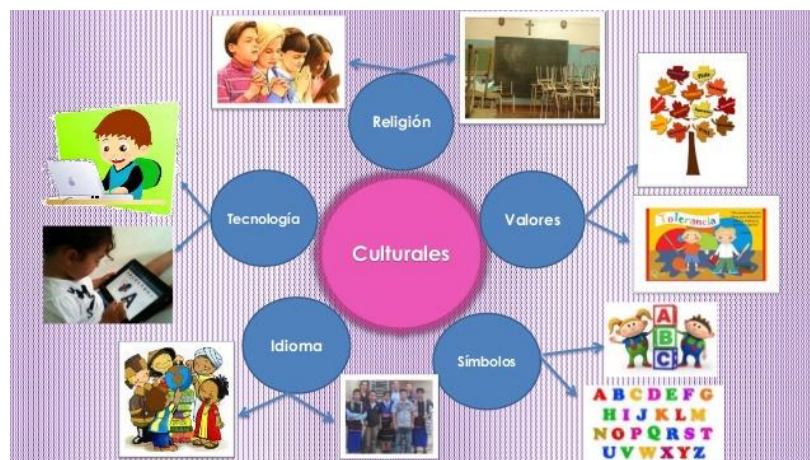 Religión
Tecnología
Culturales
Valores
Tolerancia
Idioma
Símbolos
A
B
C
A
A B C D E F G
H I J K L M
N O P Q R S T
U V W X Y Z